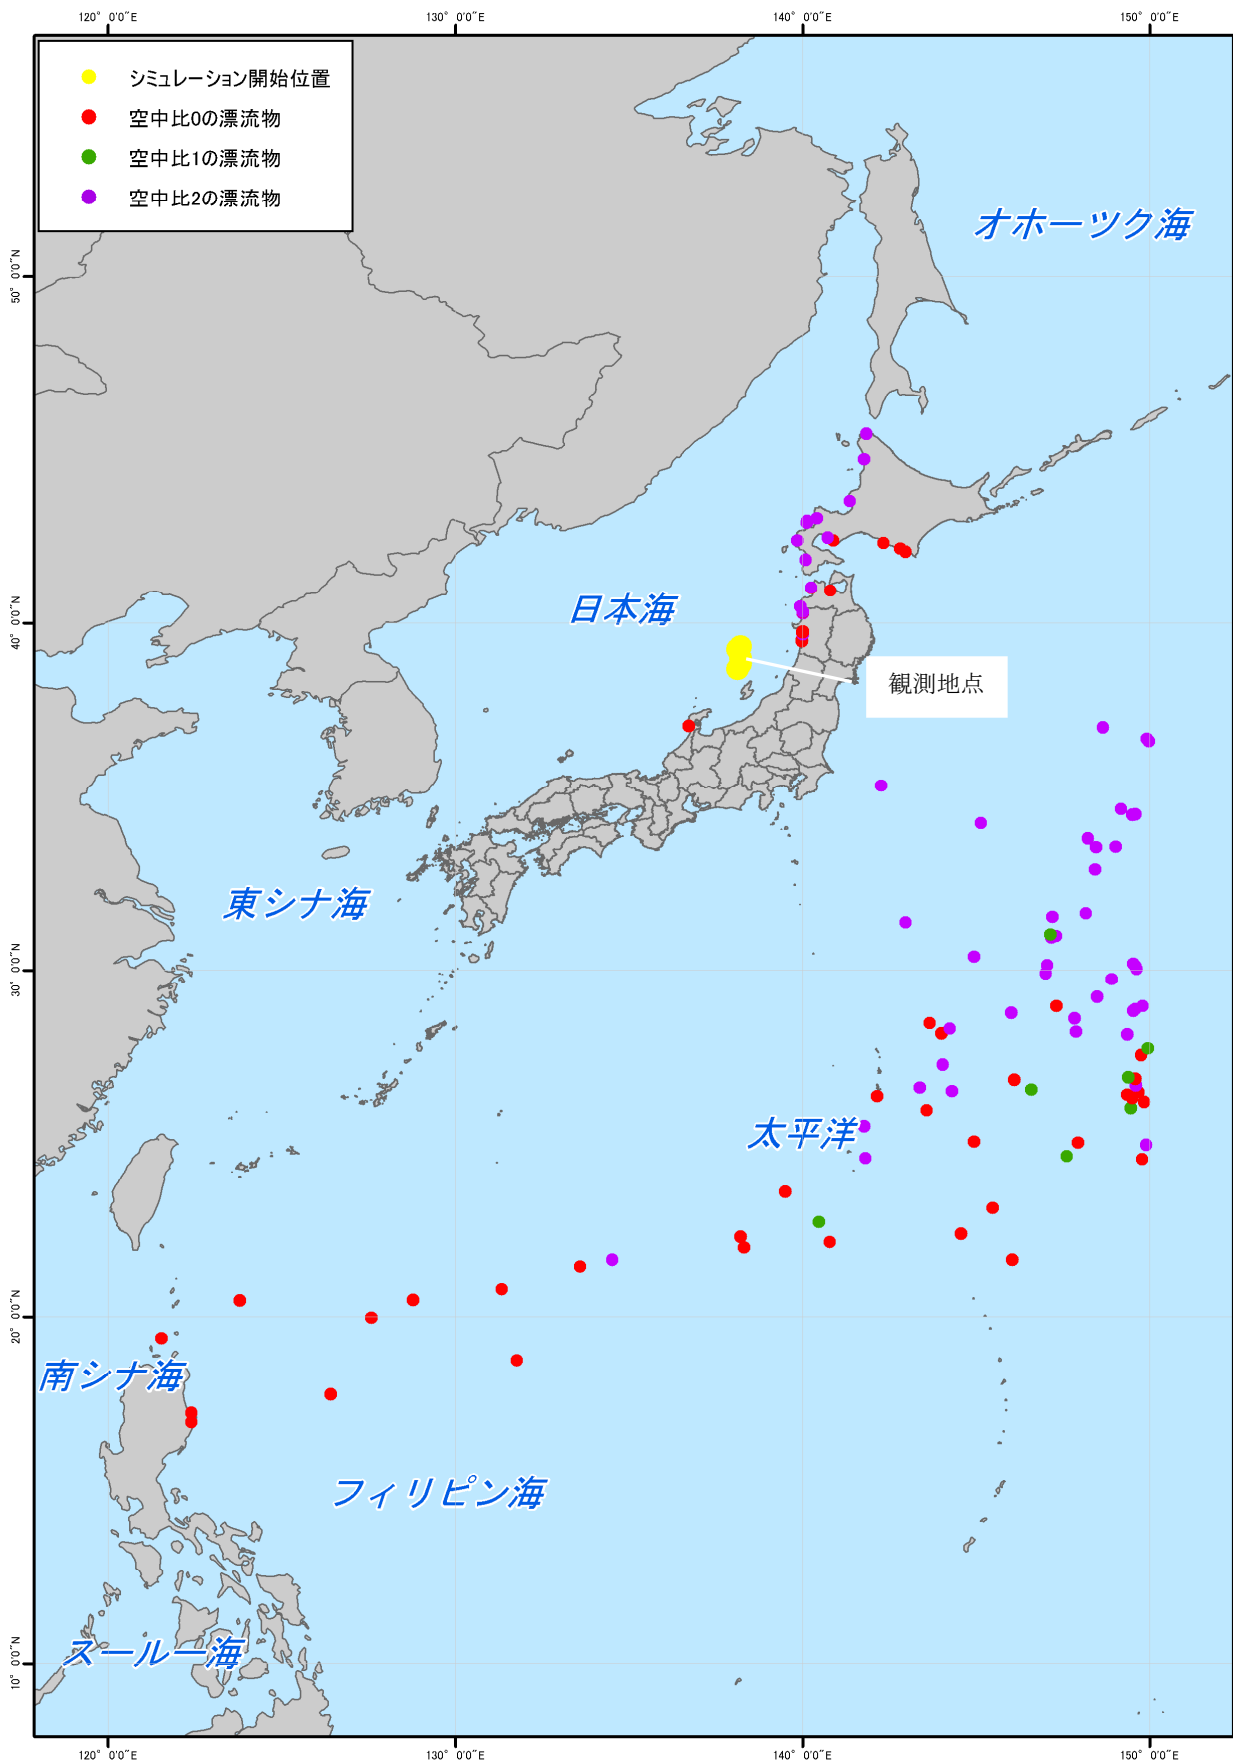 120° 0'0"E
130° 0'0"E
140° 0'0"E
150° 0'0"E
シミュレーション開始位置
空中比0の漂流物
空中比1の漂流物
空中比2の漂流物
オホーツク海
50° 0'0"N
日本海
40° 0'0"N
観測地点
東シナ海
30° 0'0"N
太平洋
20° 0'0"N
南シナ海
フィリピン海
スールー海
10° 0'0"N
120° 0'0"E
130° 0'0"E
140° 0'0"E
150° 0'0"E